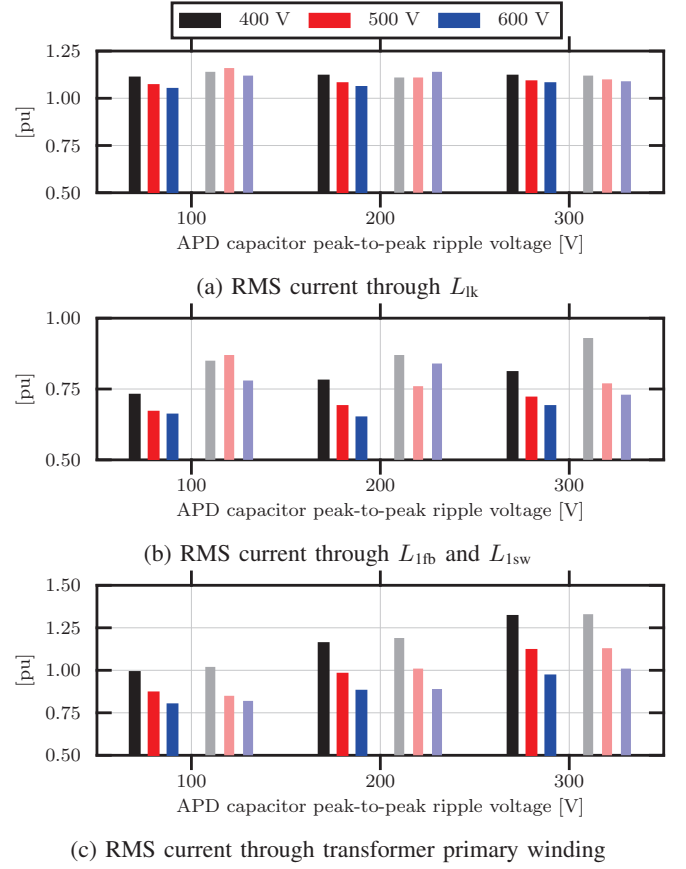 400 V 500 V 600 V
1.25
1.00
0.75
0.50
[pu]
100 200 300
APD capacitor peak-to-peak ripple voltage [V]
(a) RMS current through Llk
1.00
0.75
0.50
[pu]
100 200 300
APD capacitor peak-to-peak ripple voltage [V]
(b) RMS current through L1fb and L1sw
1.50
1.25
1.00
0.75
0.50
[pu]
100 200 300
APD capacitor peak-to-peak ripple voltage [V]
(c) RMS current through transformer primary winding